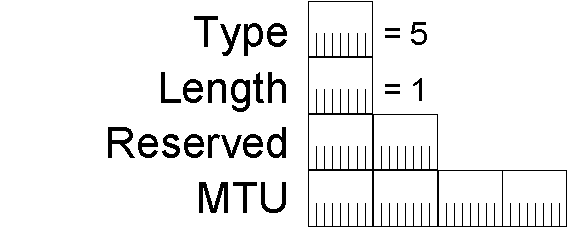 Type = 5
Length = 1
Reserved
MTU